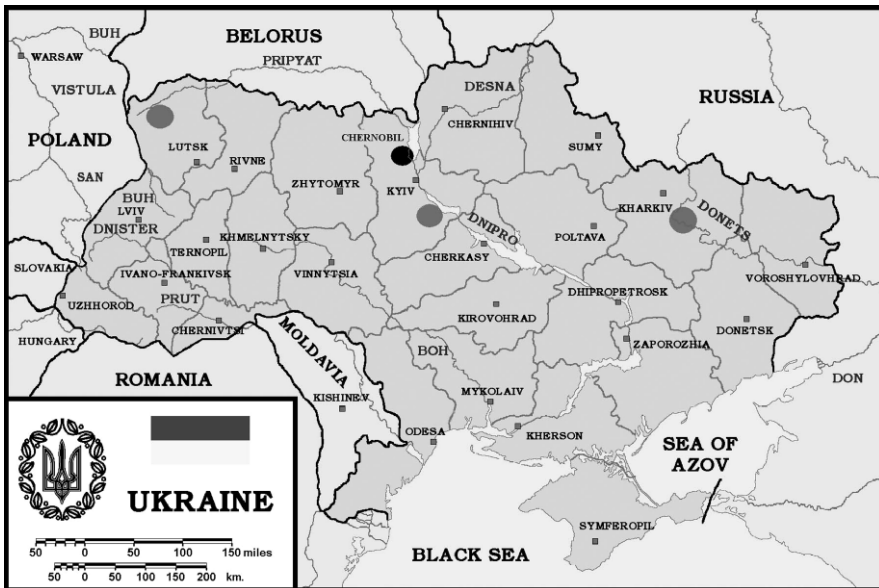 BUH
BELORUS
PRIPYAT
WARSAW
VISTULA
DESNA
RUSSIA
CHERNIHIV
POLAND
CHERNOBIL
SUMY
LUTSK
RIVNE
SAN
ZHYTOMYR
KYIV
BUH
KHARKIV
LVIV
DNISTER
DNIPRO
DONETS
KHMELNYTSKY
POLTAVA
TERNOPIL
CHERKASY
SLOVAKIA
IVANO-FRANKIVSK
VINNYTSIA
VOROSHYLOVHRAD
UZHHOROD
PRUT
DHIPROPETROSK
KIROVOHRAD
DONETSK
CHERNIVTSI
HUNGARY
ZAPOROZHIA
MOLDAVIA
BOH
ROMANIA
DON
MYKOLAIV
KISHINEV
ODESA
KHERSON
SEA OF
AZOV
UKRAINE
SYMFEROPIL
BLACK SEA
50 0 50 100 150 miles
50 0 50 100 150 200 km.